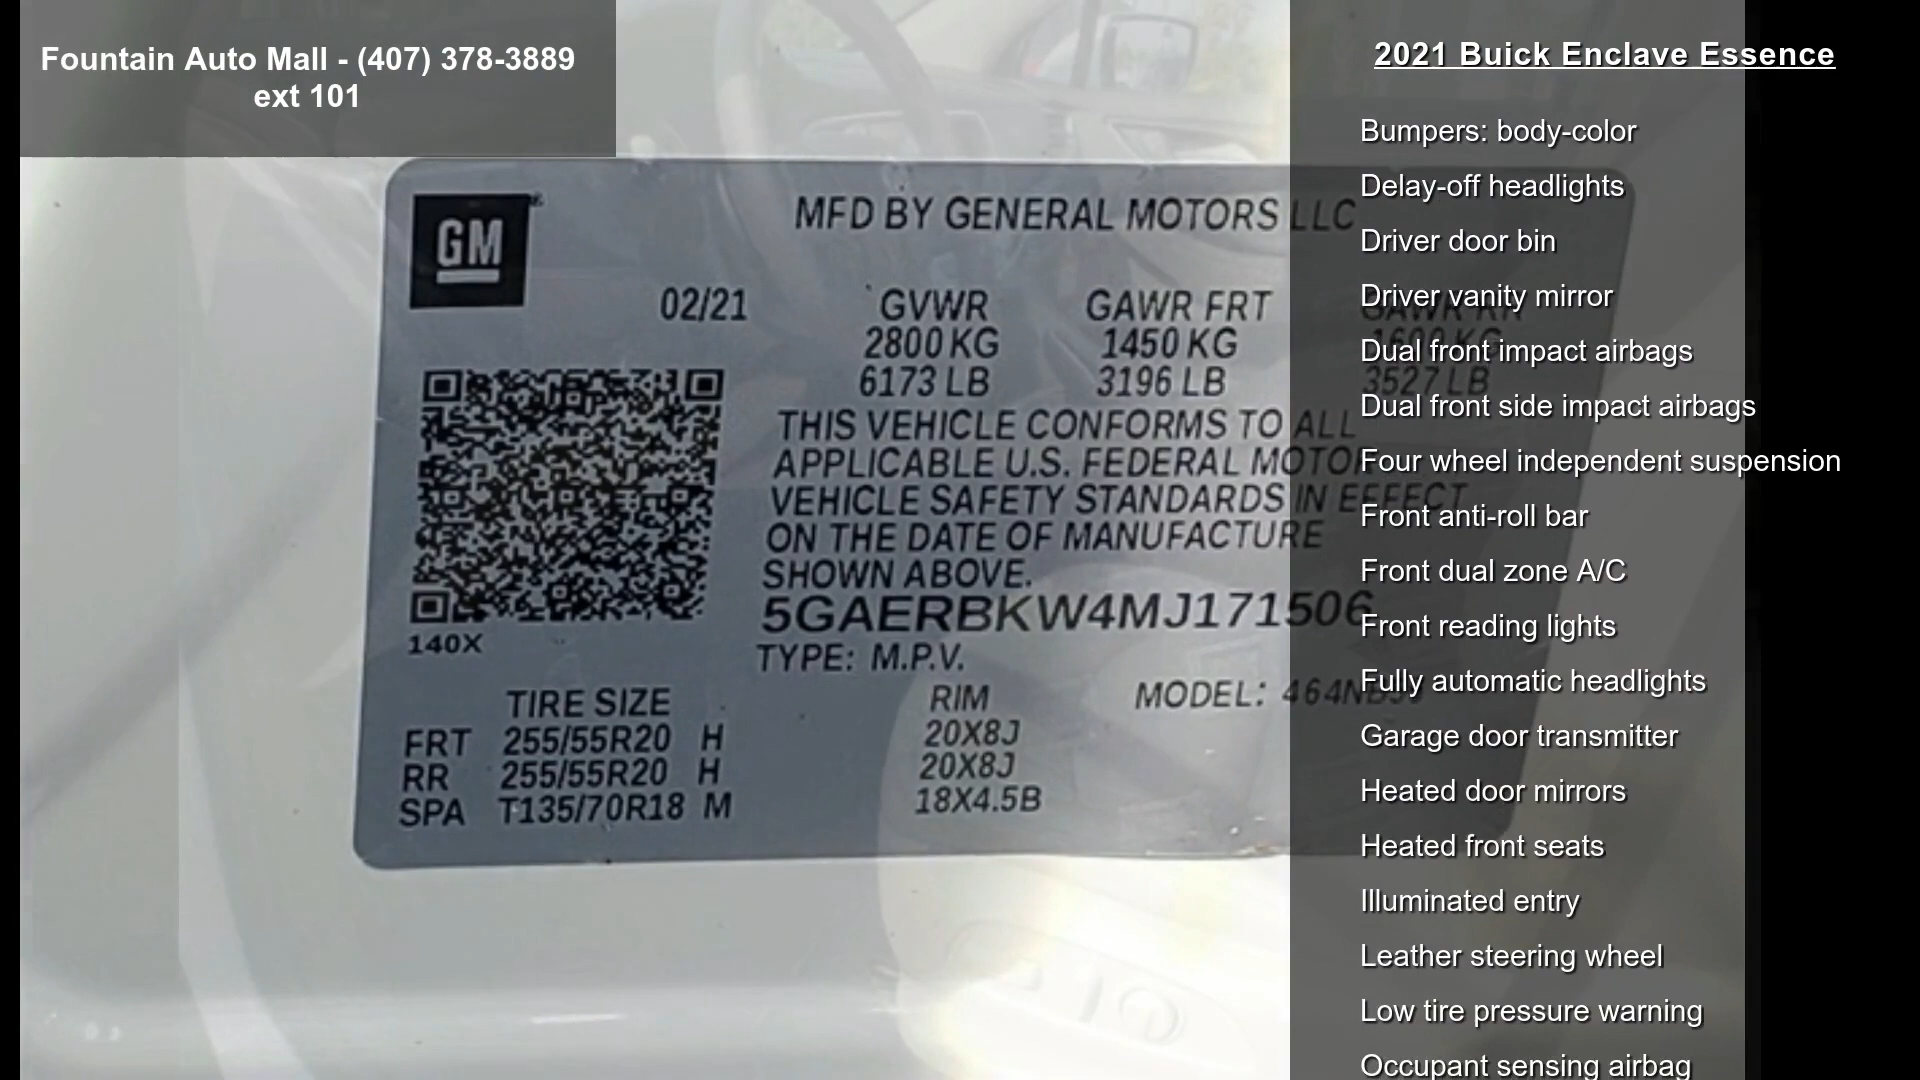 Fountain Auto Mall - (407) 378-3889
ext 101
GM
MFD BY GENERAL MOTORS LLC
02/21
GVWR GAWR FRT GAWR RR
2800 KG 1450 KG 1600 KG
6173 LB 3196 LB 3527 LB
THIS VEHICLE CONFORMS TO ALL
APPLICABLE U.S. FEDERAL MOTOR
VEHICLE SAFETY STANDARDS IN EFFECT
ON THE DATE OF MANUFACTURE
SHOWN ABOVE.
5GAERBKW4MJ171506
140X
TYPE: M.P.V.
TIRE SIZE RIM MODEL:
FRT 255/55R20 H 20X8J
RR 255/55R20 H 20X8J
SPA T135/70R18 M 18X4.5B
2021 Buick Enclave Essence
Bumpers: body-color
Delay-off headlights
Driver door bin
Driver vanity mirror
Dual front impact airbags
Dual front side impact airbags
Four wheel independent suspension
Front anti-roll bar
Front dual zone A/C
Front reading lights
Fully automatic headlights
Garage door transmitter
Heated door mirrors
Heated front seats
Illuminated entry
Leather steering wheel
Low tire pressure warning
Occupant sensing airbag